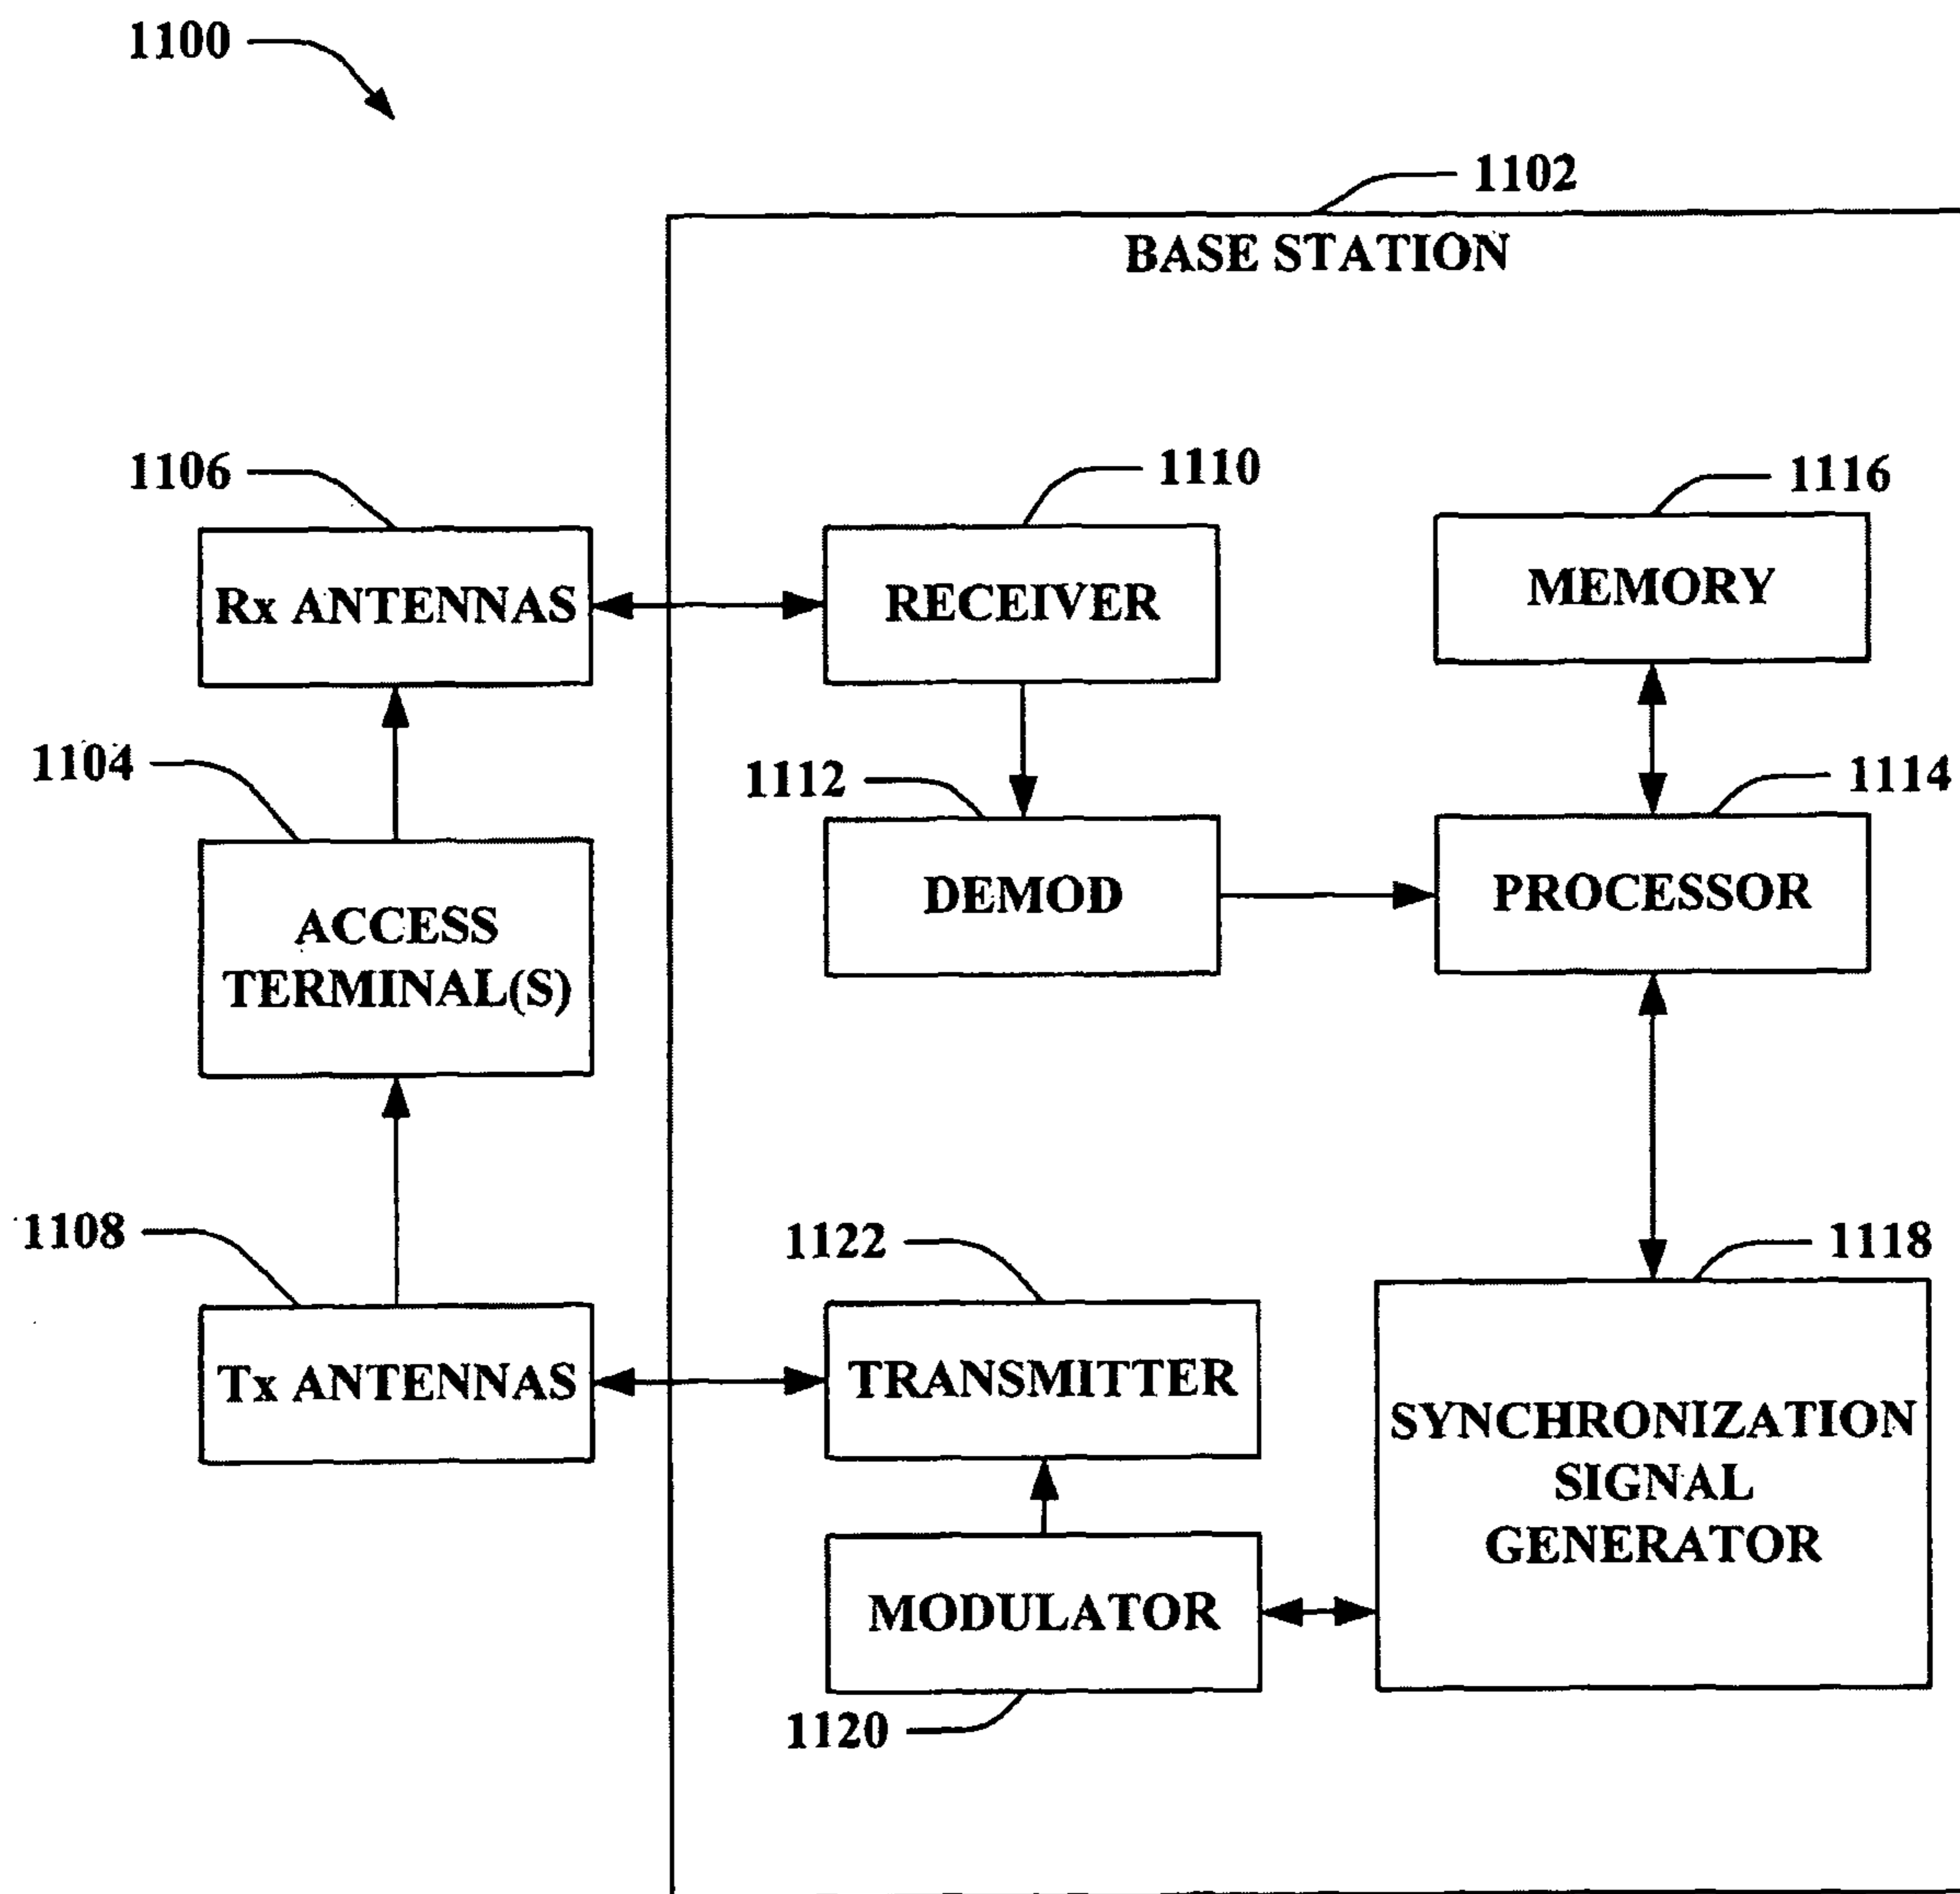 1100
1102
BASE STATION
1106
1110
1116
Rx ANTENNAS
RECEIVER
MEMORY
1104
1112
1114
ACCESS
TERMINAL(S)
DEMOD
PROCESSOR
1108
1122
1118
Tx ANTENNAS
TRANSMITTER
SYNCHRONIZATION
SIGNAL
GENERATOR
MODULATOR
1120